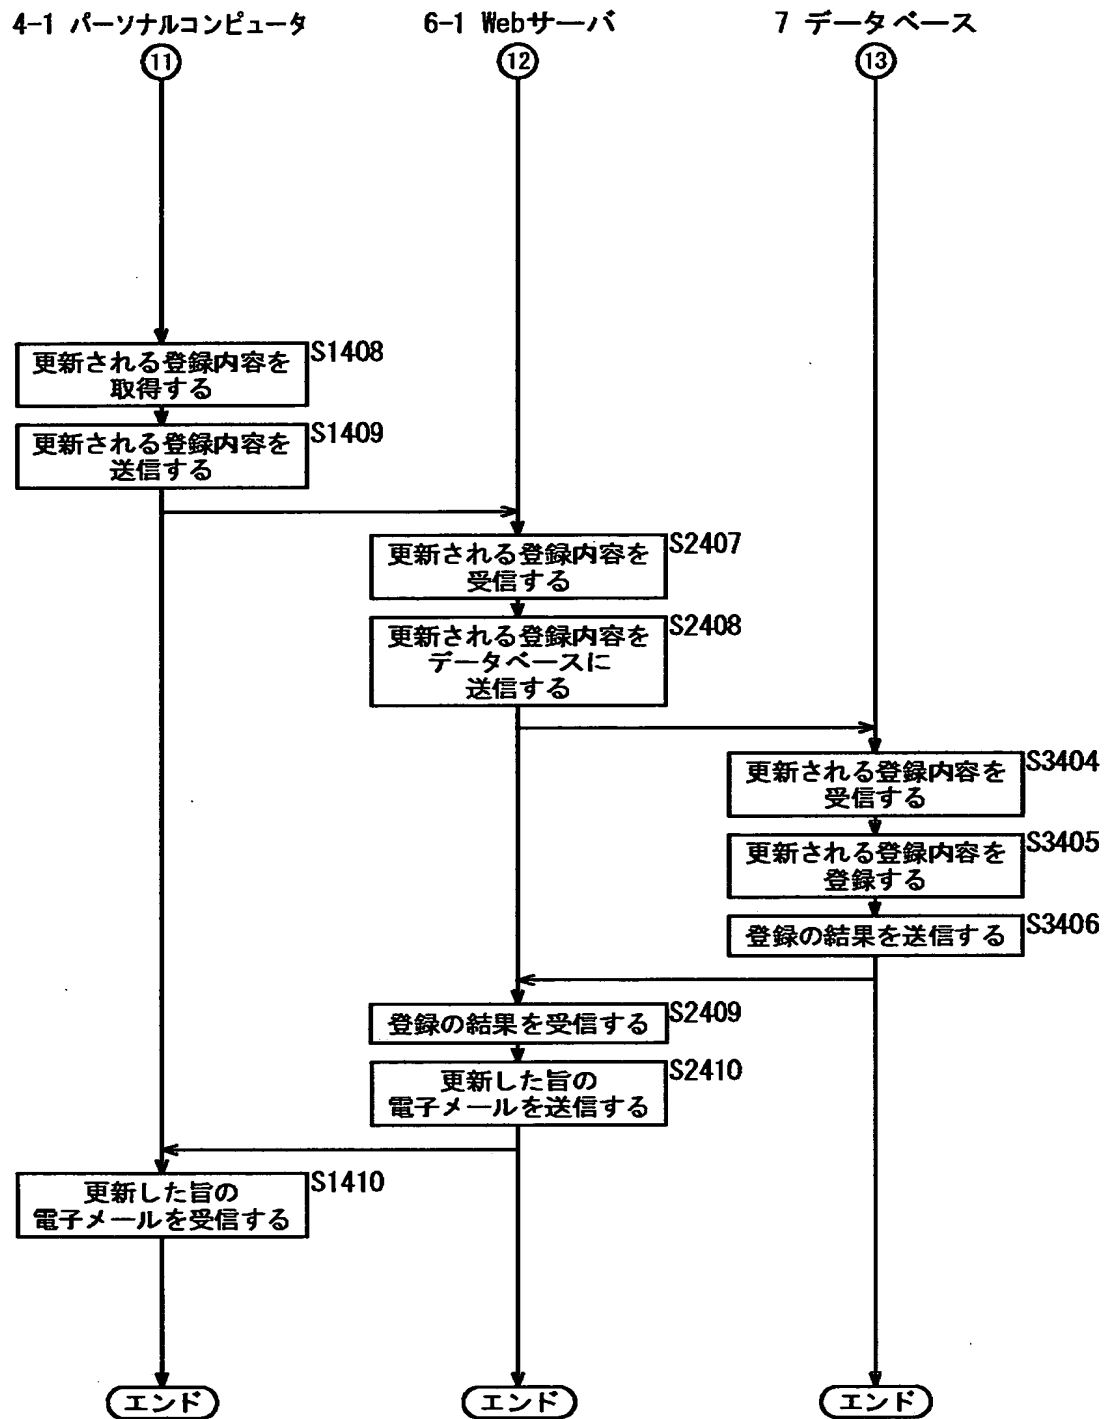 4-1 パーソナルコンピュータ
6-1 Webサーバ
7 データベース
11
12
13
更新される登録内容を
取得する
S1408
更新される登録内容を
送信する
S1409
更新される登録内容を
受信する
S2407
更新される登録内容を
データベースに
送信する
S2408
更新される登録内容を
受信する
S3404
更新される登録内容を
登録する
S3405
登録の結果を送信する
S3406
登録の結果を受信する
S2409
更新した旨の
電子メールを送信する
S2410
更新した旨の
電子メールを受信する
S1410
エンド
エンド
エンド